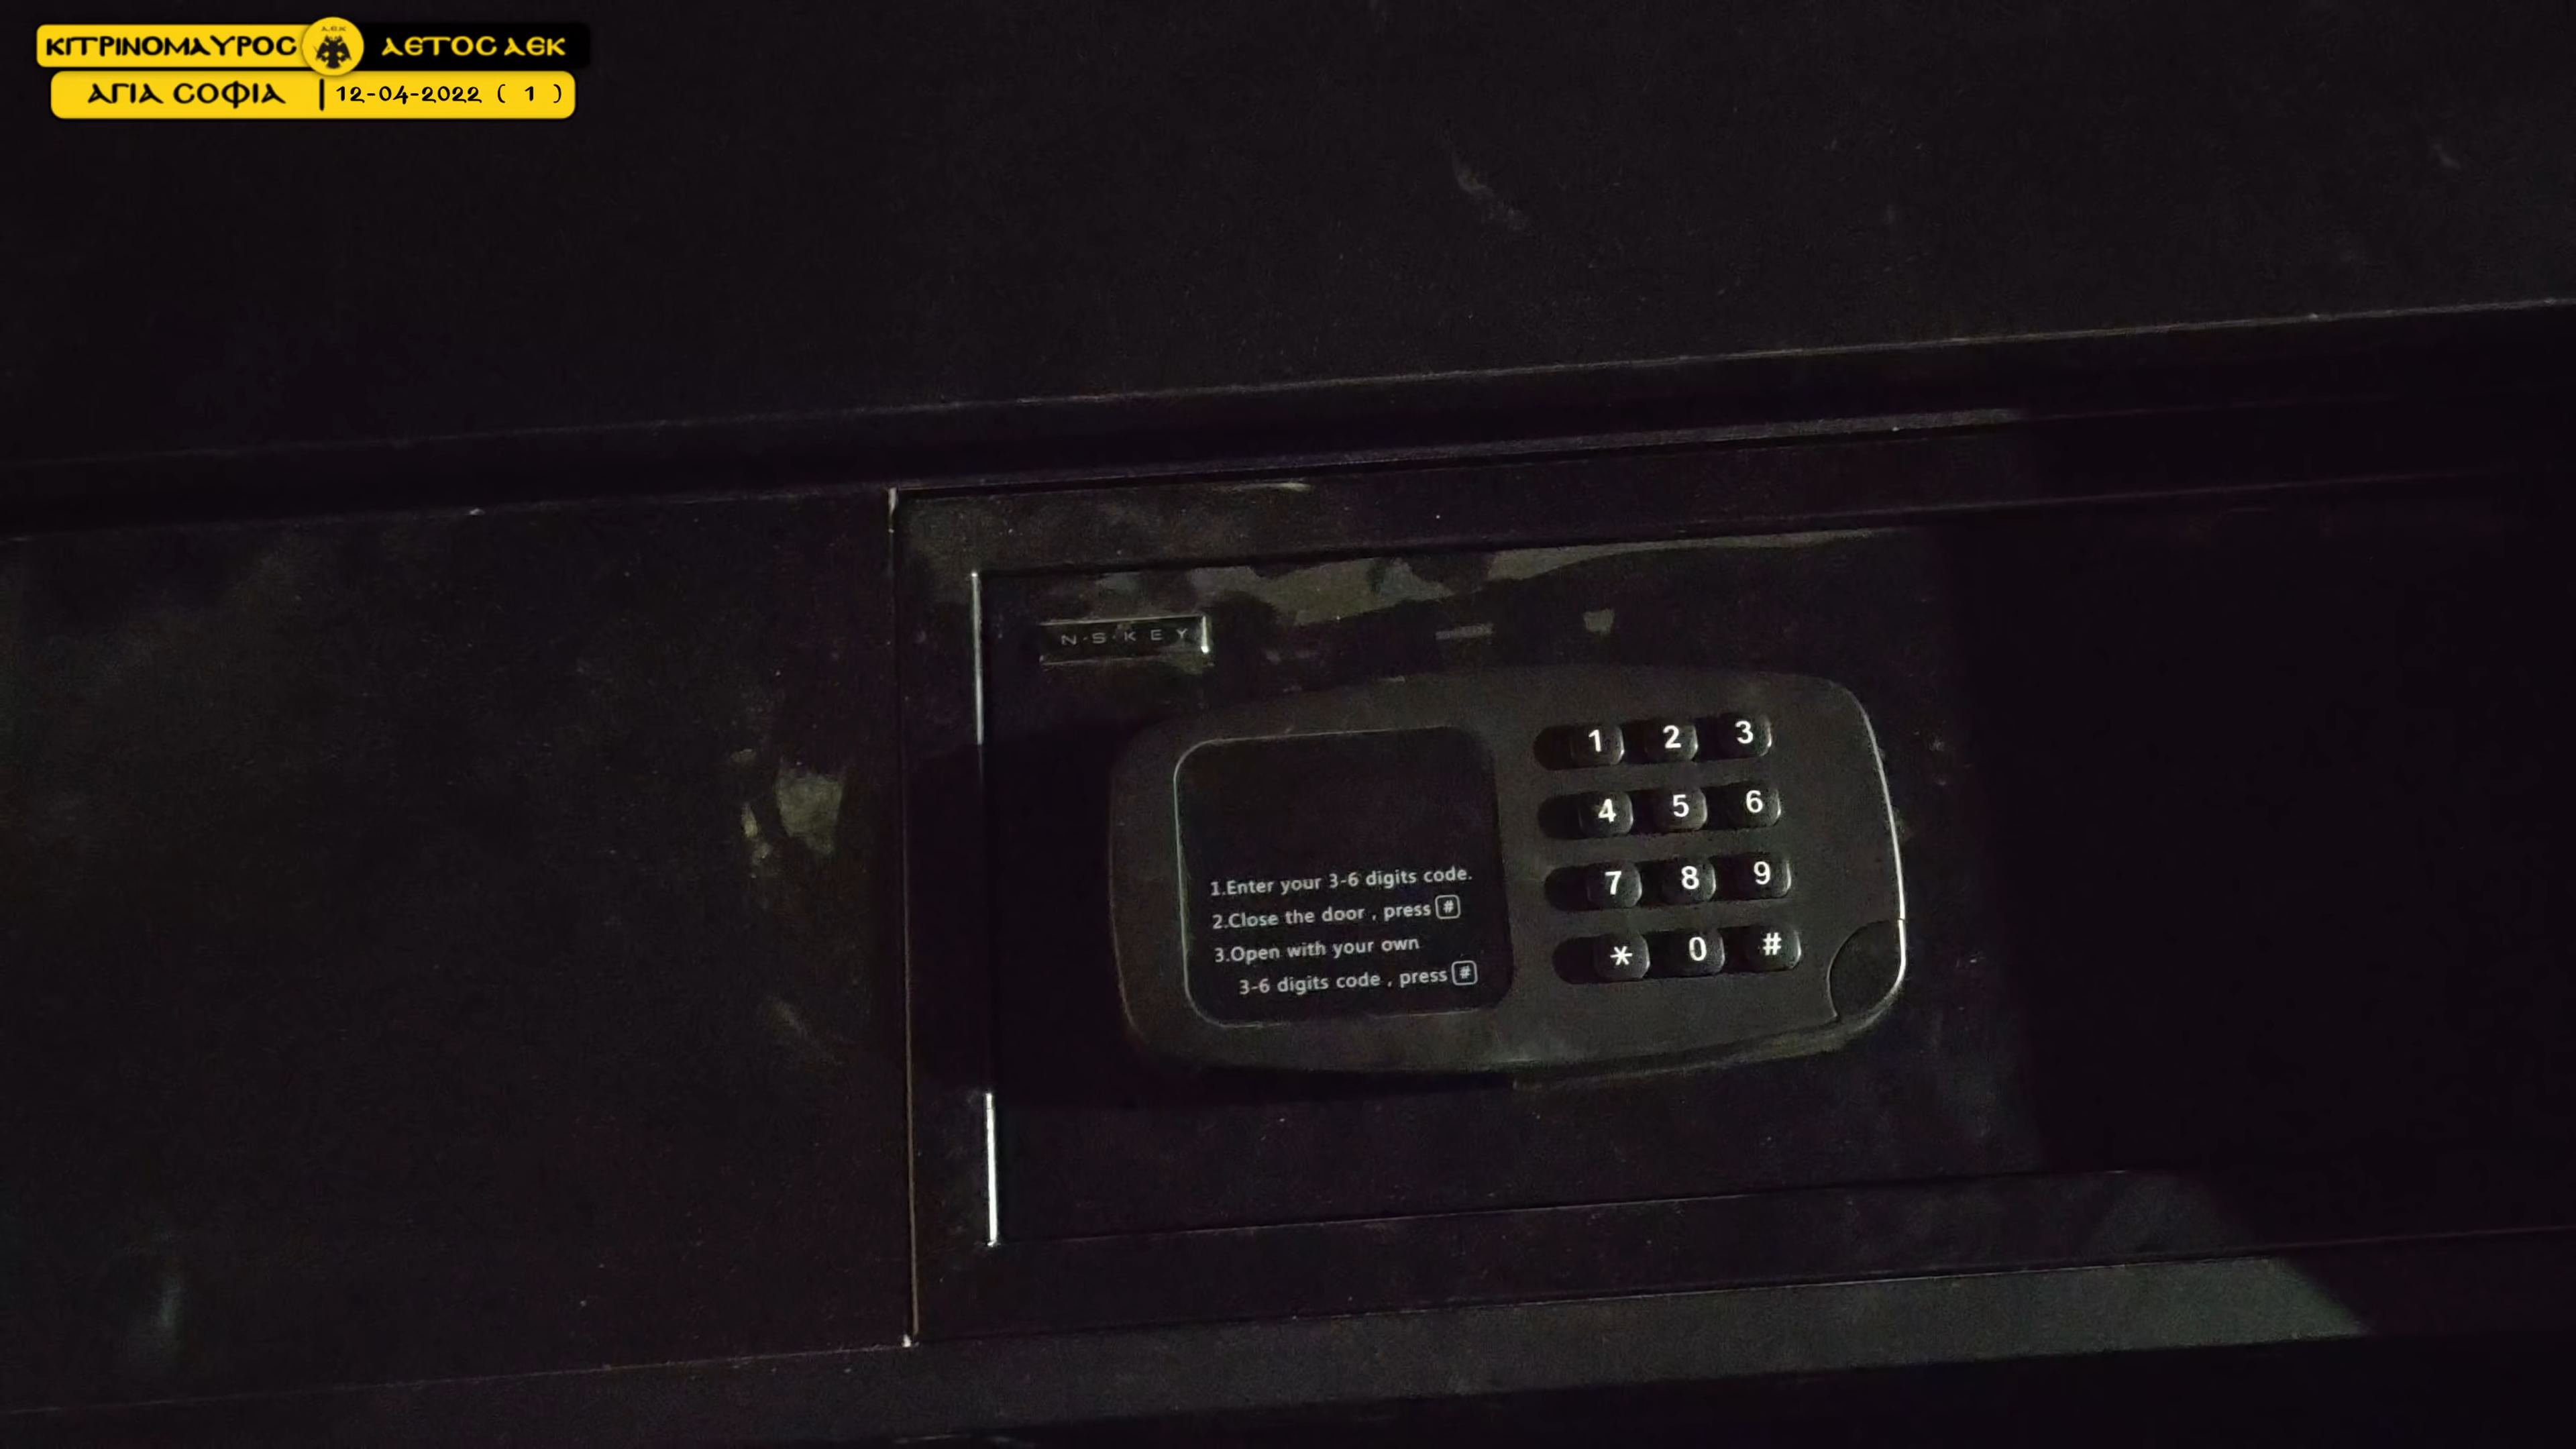 ΚΙΤΡΙΝΟΜΑΥΡΟΣ ΑΕΤΟΣ ΑΕΚ
ΑΓΙΑ ΣΟΦΙΑ | 12-04-2022 ( 1 )
N·S·KEY
1.Enter your 3-6 digits code.
2.Close the door , press #
3.Open with your own
3-6 digits code , press #
1 2 3
4 5 6
7 8 9
* 0 #